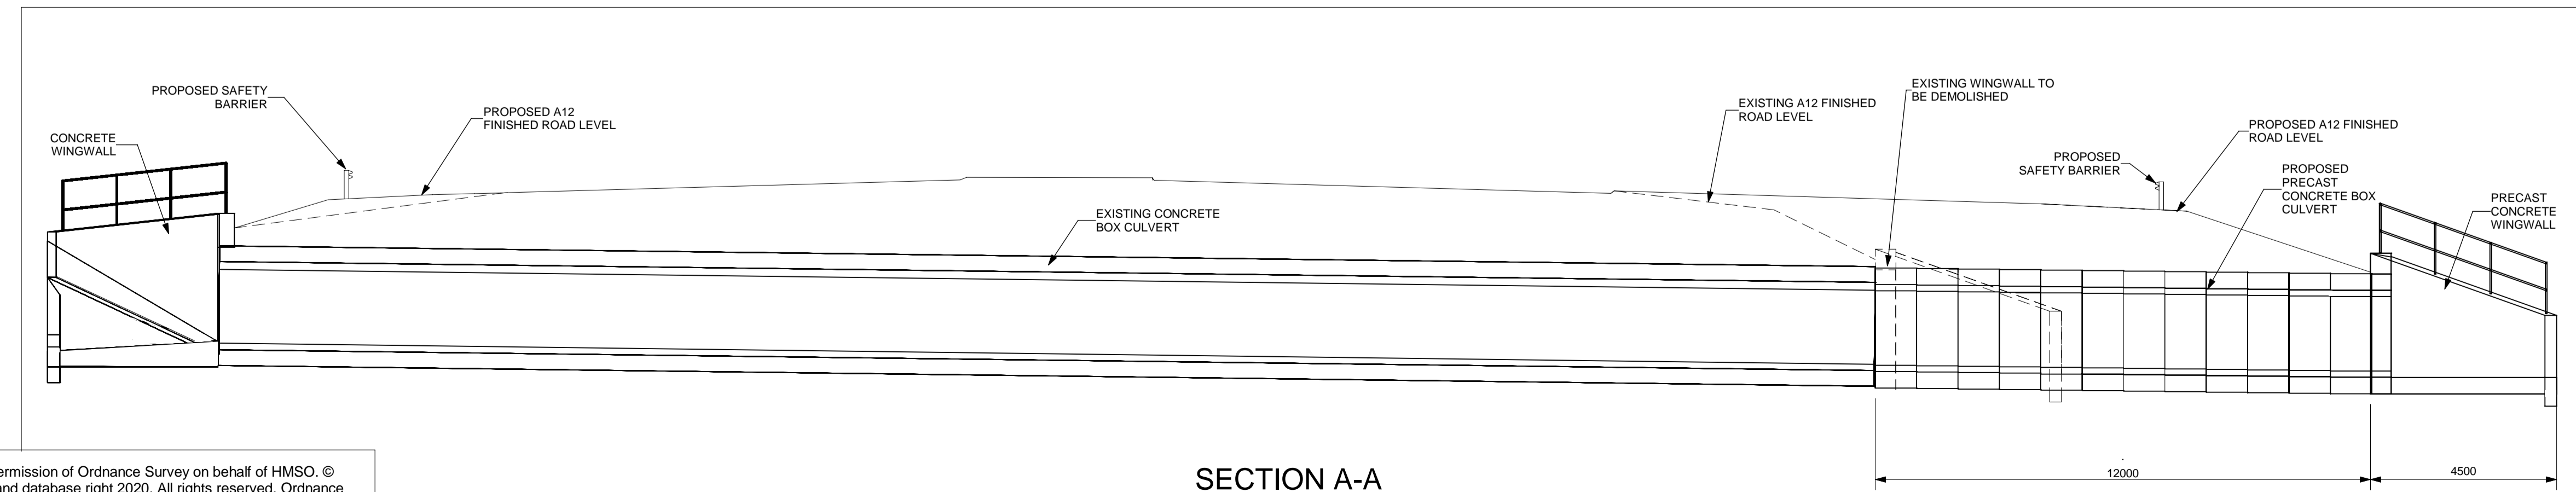 PROPOSED SAFETY
BARRIER
CONCRETE
WINGWALL
PROPOSED A12
FINISHED ROAD LEVEL
EXISTING CONCRETE
BOX CULVERT
EXISTING A12 FINISHED
ROAD LEVEL
EXISTING WINGWALL TO
BE DEMOLISHED
PROPOSED
SAFETY BARRIER
PROPOSED A12 FINISHED
ROAD LEVEL
PROPOSED
PRECAST
CONCRETE BOX
CULVERT
PRECAST
CONCRETE
WINGWALL
12000
4500
SECTION A-A
ermission of Ordnance Survey on behalf of HMSO. ©
and database right 2020. All rights reserved. Ordnance